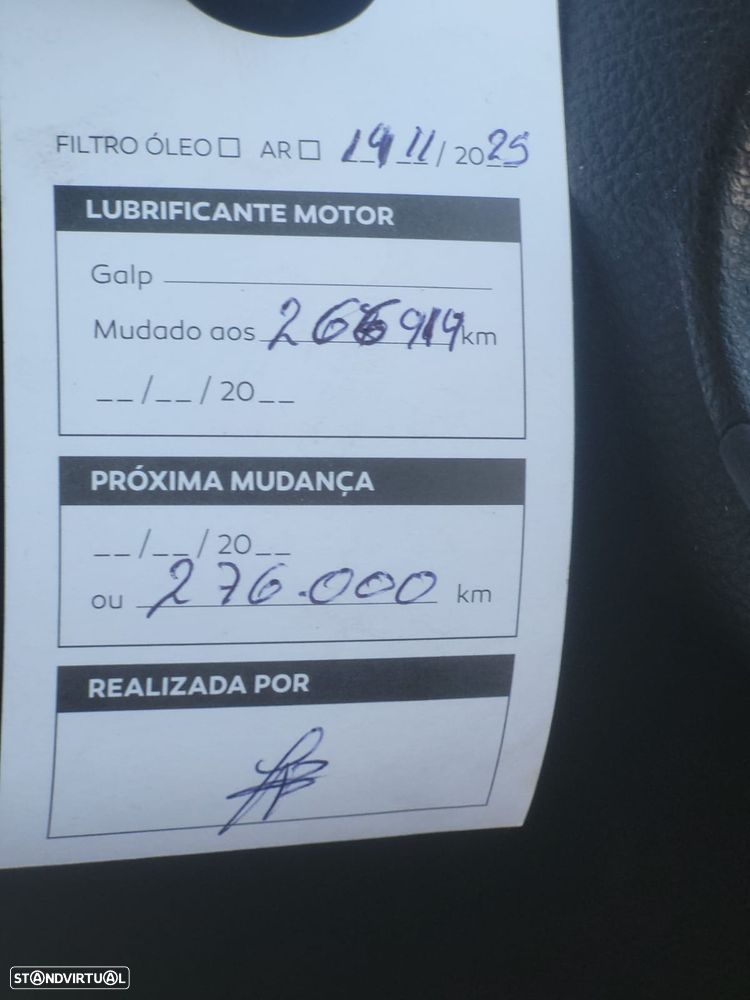 FILTRO ÓLEO☐ AR☐ 19/11/2025
LUBRIFICANTE MOTOR
Galp
Mudado aos 266919 km
__/__/20__
PRÓXIMA MUDANÇA
__/__/20__
ou 276.000 km
REALIZADA POR
STANDVIRTUAL